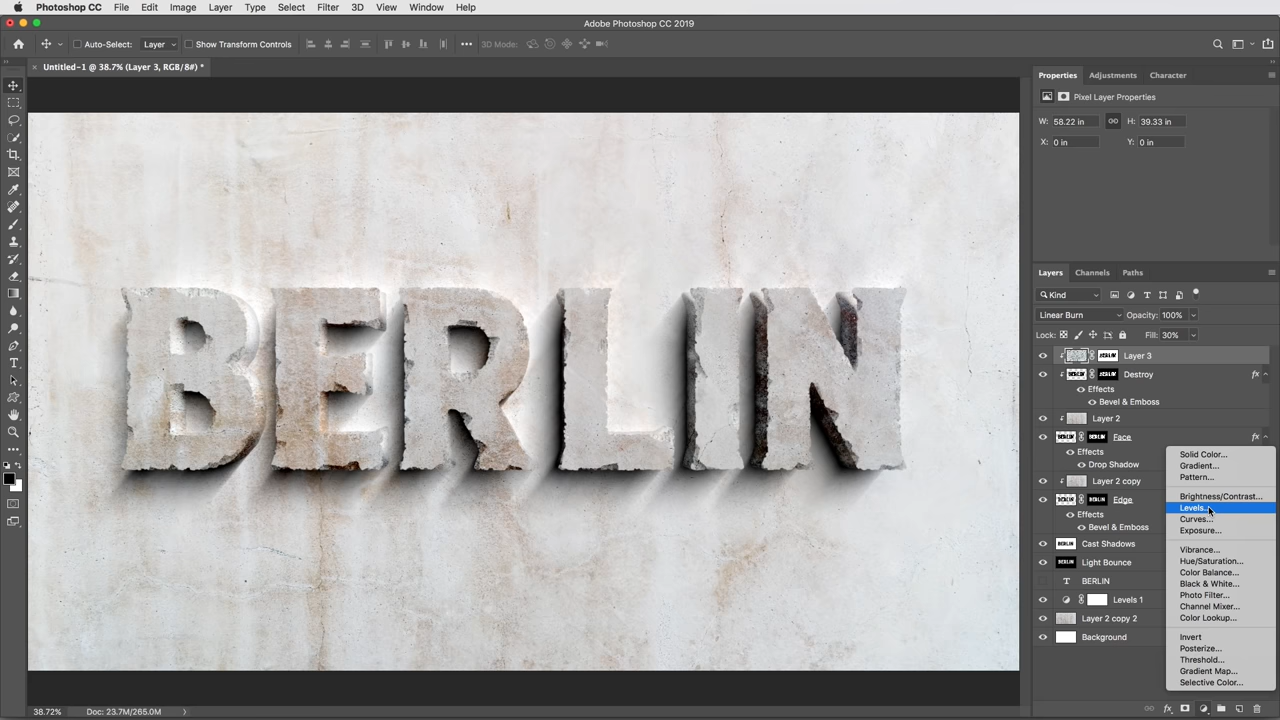 Photoshop CC File Edit Image Layer Type Select Filter 3D View Window Help
Adobe Photoshop CC 2019
Auto-Select: Layer Show Transform Controls 3D Mode:
Untitled-1 @ 38.7% (Layer 3, RGB/8#) *
Properties Adjustments Character
Pixel Layer Properties
W: 58.22 in H: 39.33 in
X: 0 in Y: 0 in
BERLIN
Layers Channels Paths
Kind
Linear Burn Opacity: 100%
Lock: Fill: 30%
Layer 3
Destroy fx
Effects
Bevel & Emboss
Layer 2
Face fx
Effects
Drop Shadow
Layer 2 copy
Edge
Effects
Bevel & Emboss
Cast Shadows
Light Bounce
T BERLIN
Levels 1
Layer 2 copy 2
Background
Solid Color...
Gradient...
Pattern...
Brightness/Contrast...
Levels...
Curves...
Exposure...
Vibrance...
Hue/Saturation...
Color Balance...
Black & White...
Photo Filter...
Channel Mixer...
Color Lookup...
Invert
Posterize...
Threshold...
Gradient Map...
Selective Color...
38.72% Doc: 23.7M/265.0M